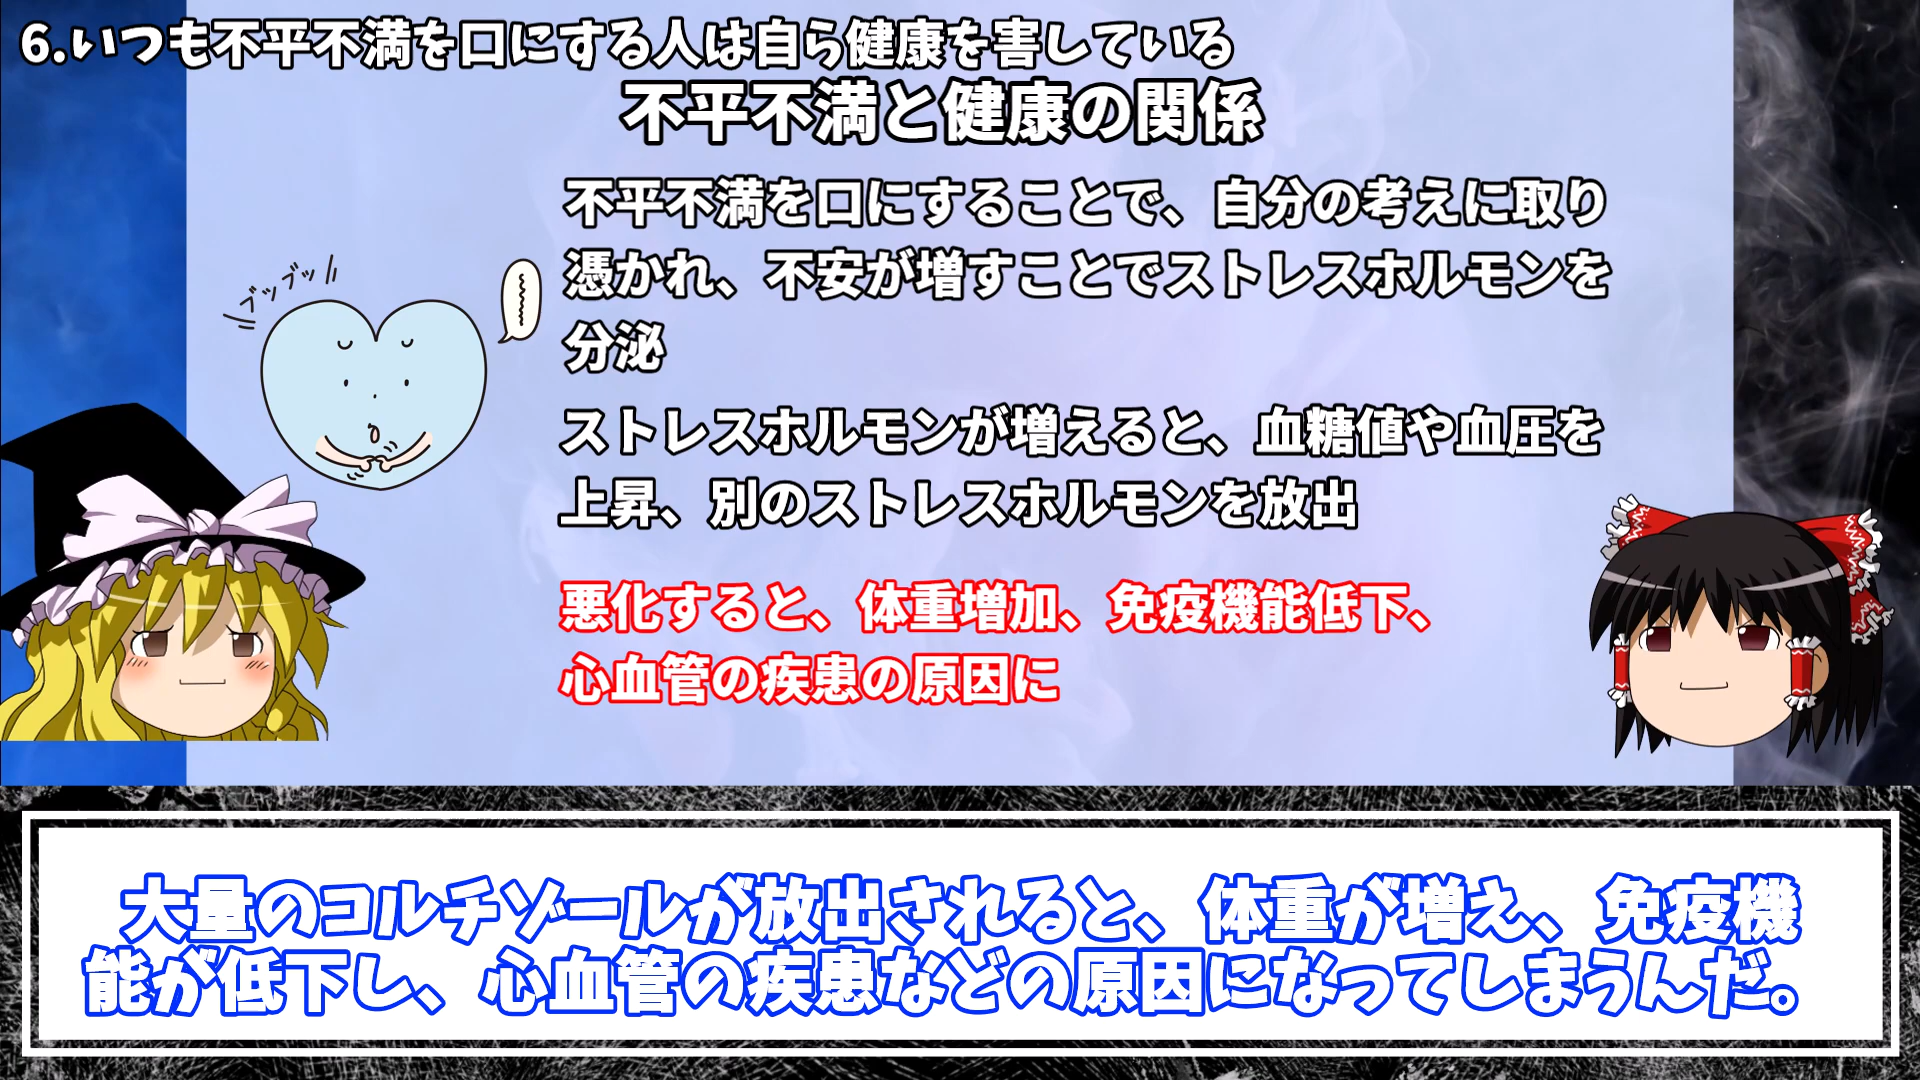 6.いつも不平不満を口にする人は自ら健康を害している
不平不満と健康の関係
不平不満を口にすることで、自分の考えに取り
憑かれ、不安が増すことでストレスホルモンを
分泌
ブツブツ
ストレスホルモンが増えると、血糖値や血圧を
上昇、別のストレスホルモンを放出
悪化すると、体重増加、免疫機能低下、
心血管の疾患の原因に
大量のコルチゾールが放出されると、体重が増え、免疫機
能が低下し、心血管の疾患などの原因になってしまうんだ。